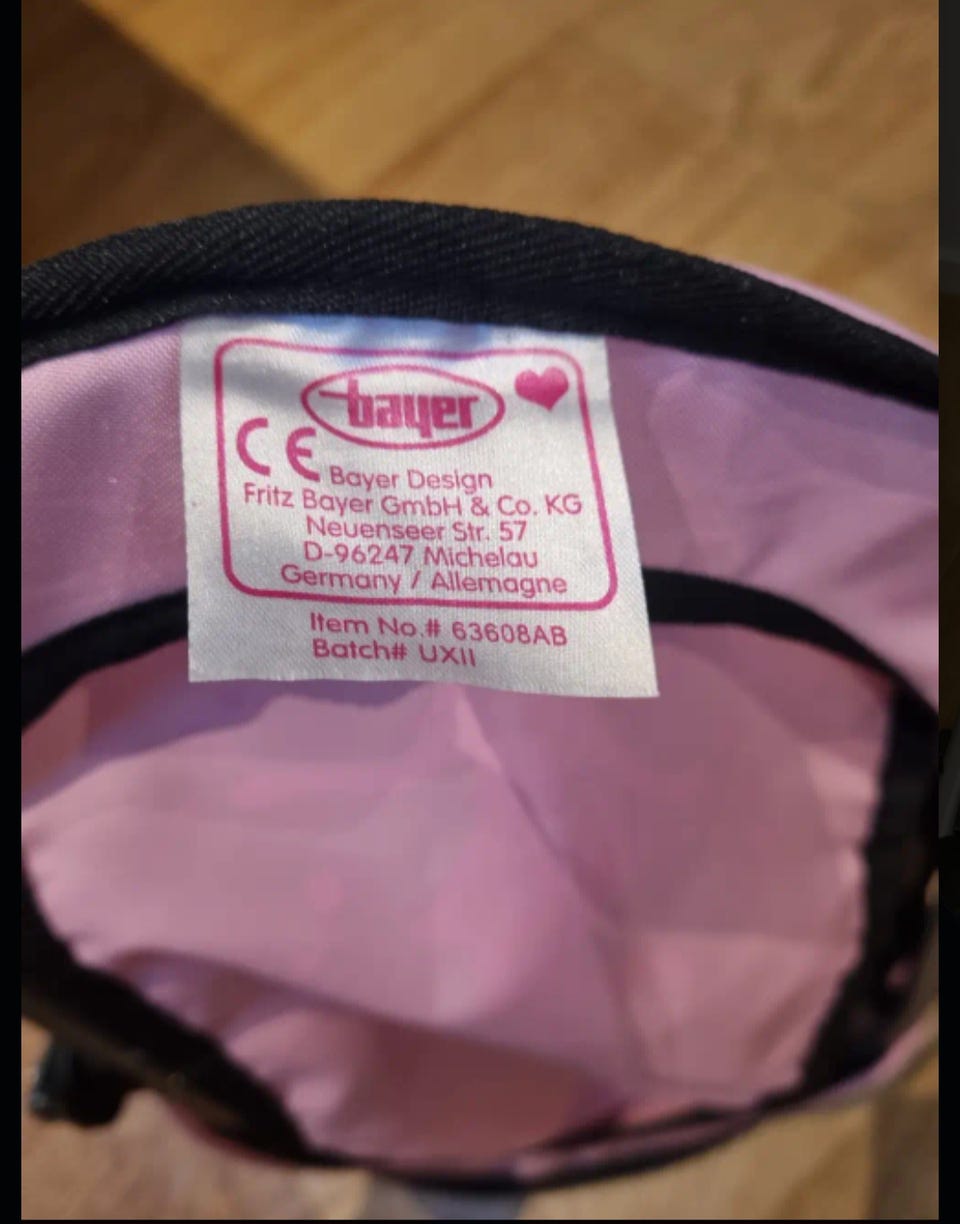 bayer
CE
Bayer Design
Fritz Bayer GmbH & Co. KG
Neuenseer Str. 57
D-96247 Michelau
Germany / Allemagne
Item No.# 63608AB
Batch# UXII